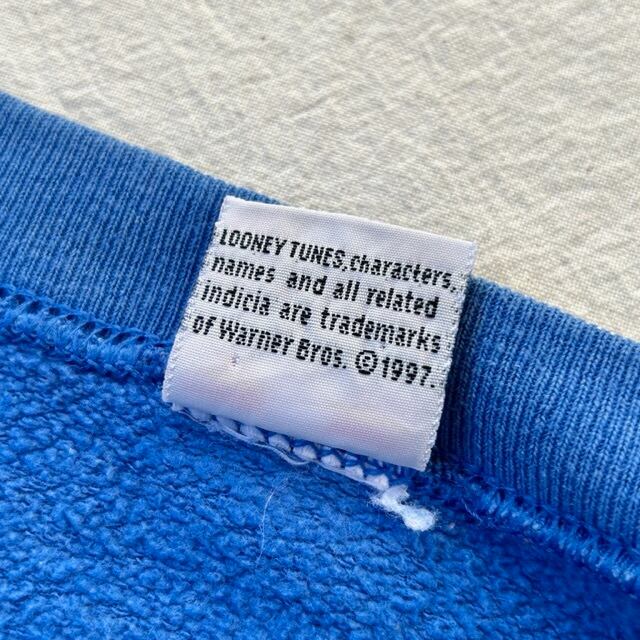 LOONEY TUNES, characters,
names and all related
indicia are trademarks
of Warner Bros. ©1997.